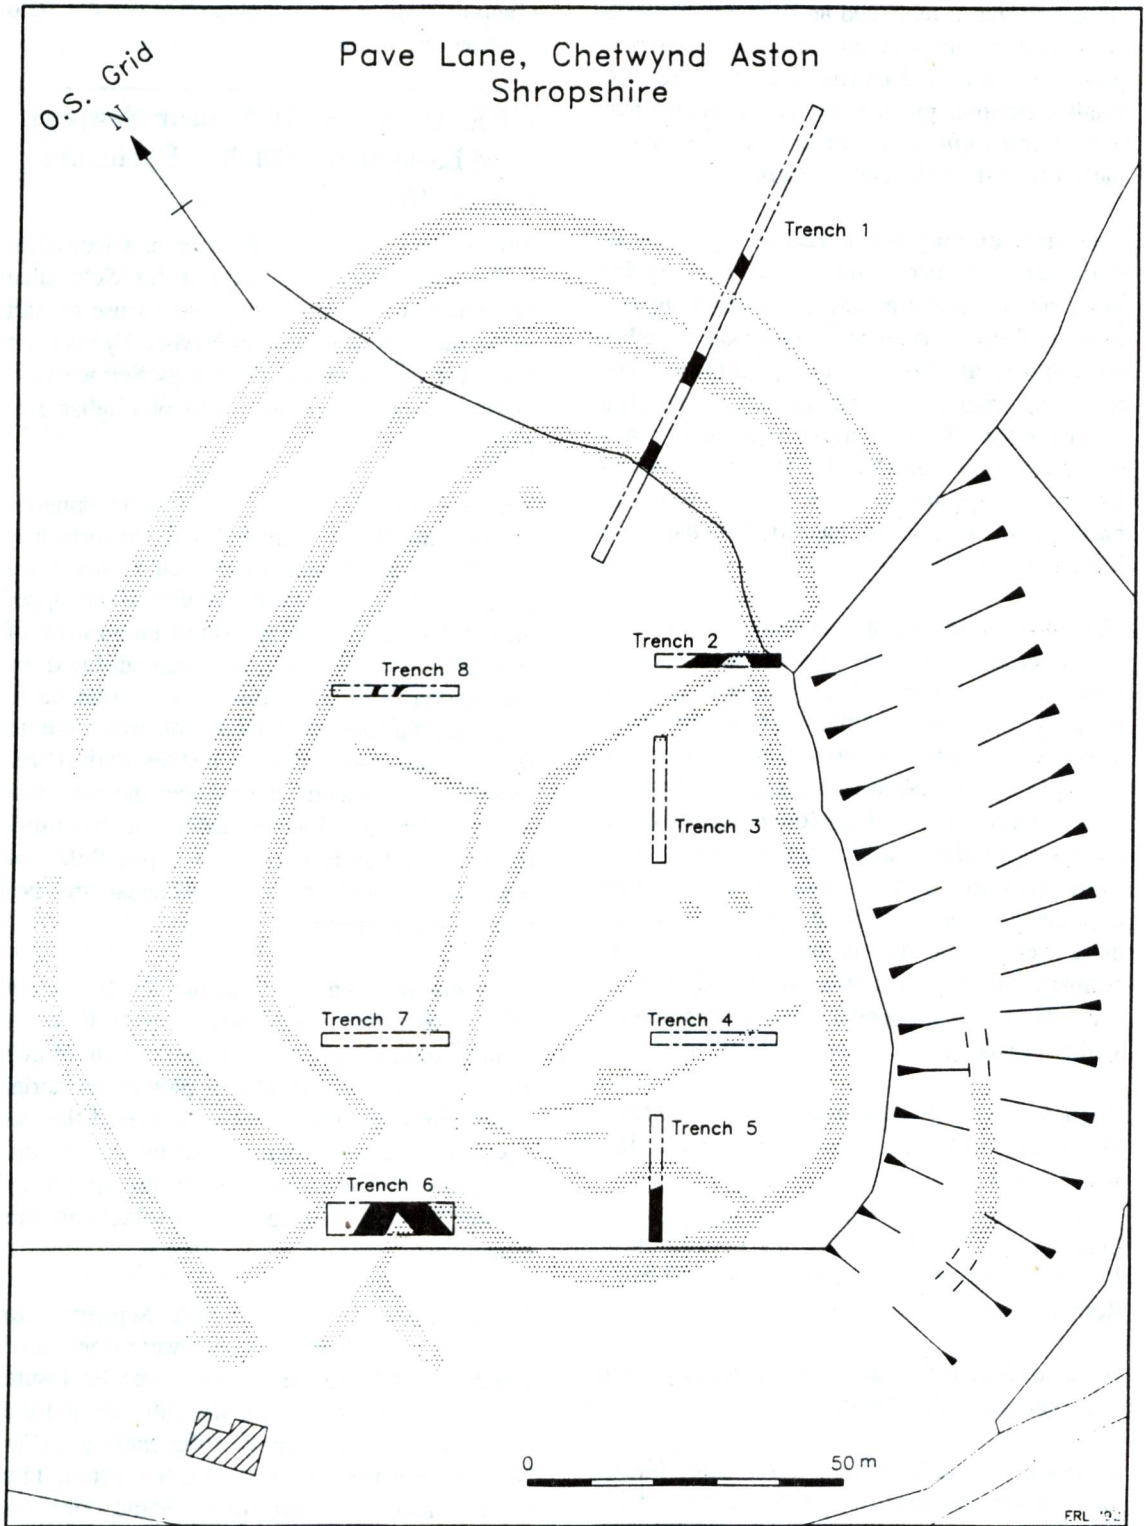 Pave Lane, Chetwynd Aston
Shropshire
O.S. Grid
N
Trench 1
Trench 2
Trench 8
Trench 3
Trench 7
Trench 4
Trench 5
Trench 6
0 50 m
ERL